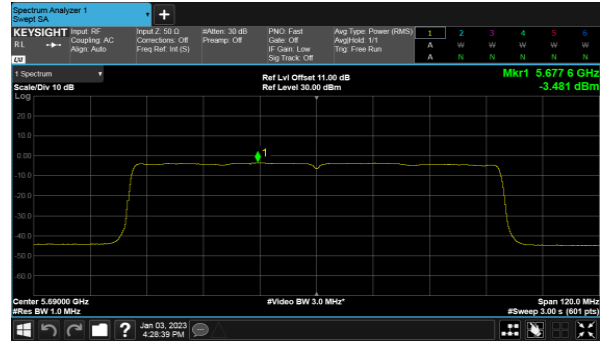 Spectrum Analyzer 1
Swept SA
+
KEYSIGHT
RL
LXI
Input: RF
Coupling: AC
Align: Auto
Input Z: 50 Ω
Corrections: Off
Freq Ref: Int (S)
#Atten: 30 dB
Preamp: Off
PNO: Fast
Gate: Off
IF Gain: Low
Sig Track: Off
Avg Type: Power (RMS)
Avg|Hold: 1/1
Trig: Free Run
1 2 3 4 5 6
A W W W W W
A N N N N N
1 Spectrum
Scale/Div 10 dB
Ref Lvl Offset 11.00 dB
Ref Level 30.00 dBm
Mkr1 5.677 6 GHz
-3.481 dBm
Log
20.0
10.0
0.00
-10.0
-20.0
-30.0
-40.0
-50.0
-60.0
1
Center 5.69000 GHz
#Res BW 1.0 MHz
#Video BW 3.0 MHz*
Span 120.0 MHz
#Sweep 3.00 s (601 pts)
?
Jan 03, 2023
4:28:39 PM